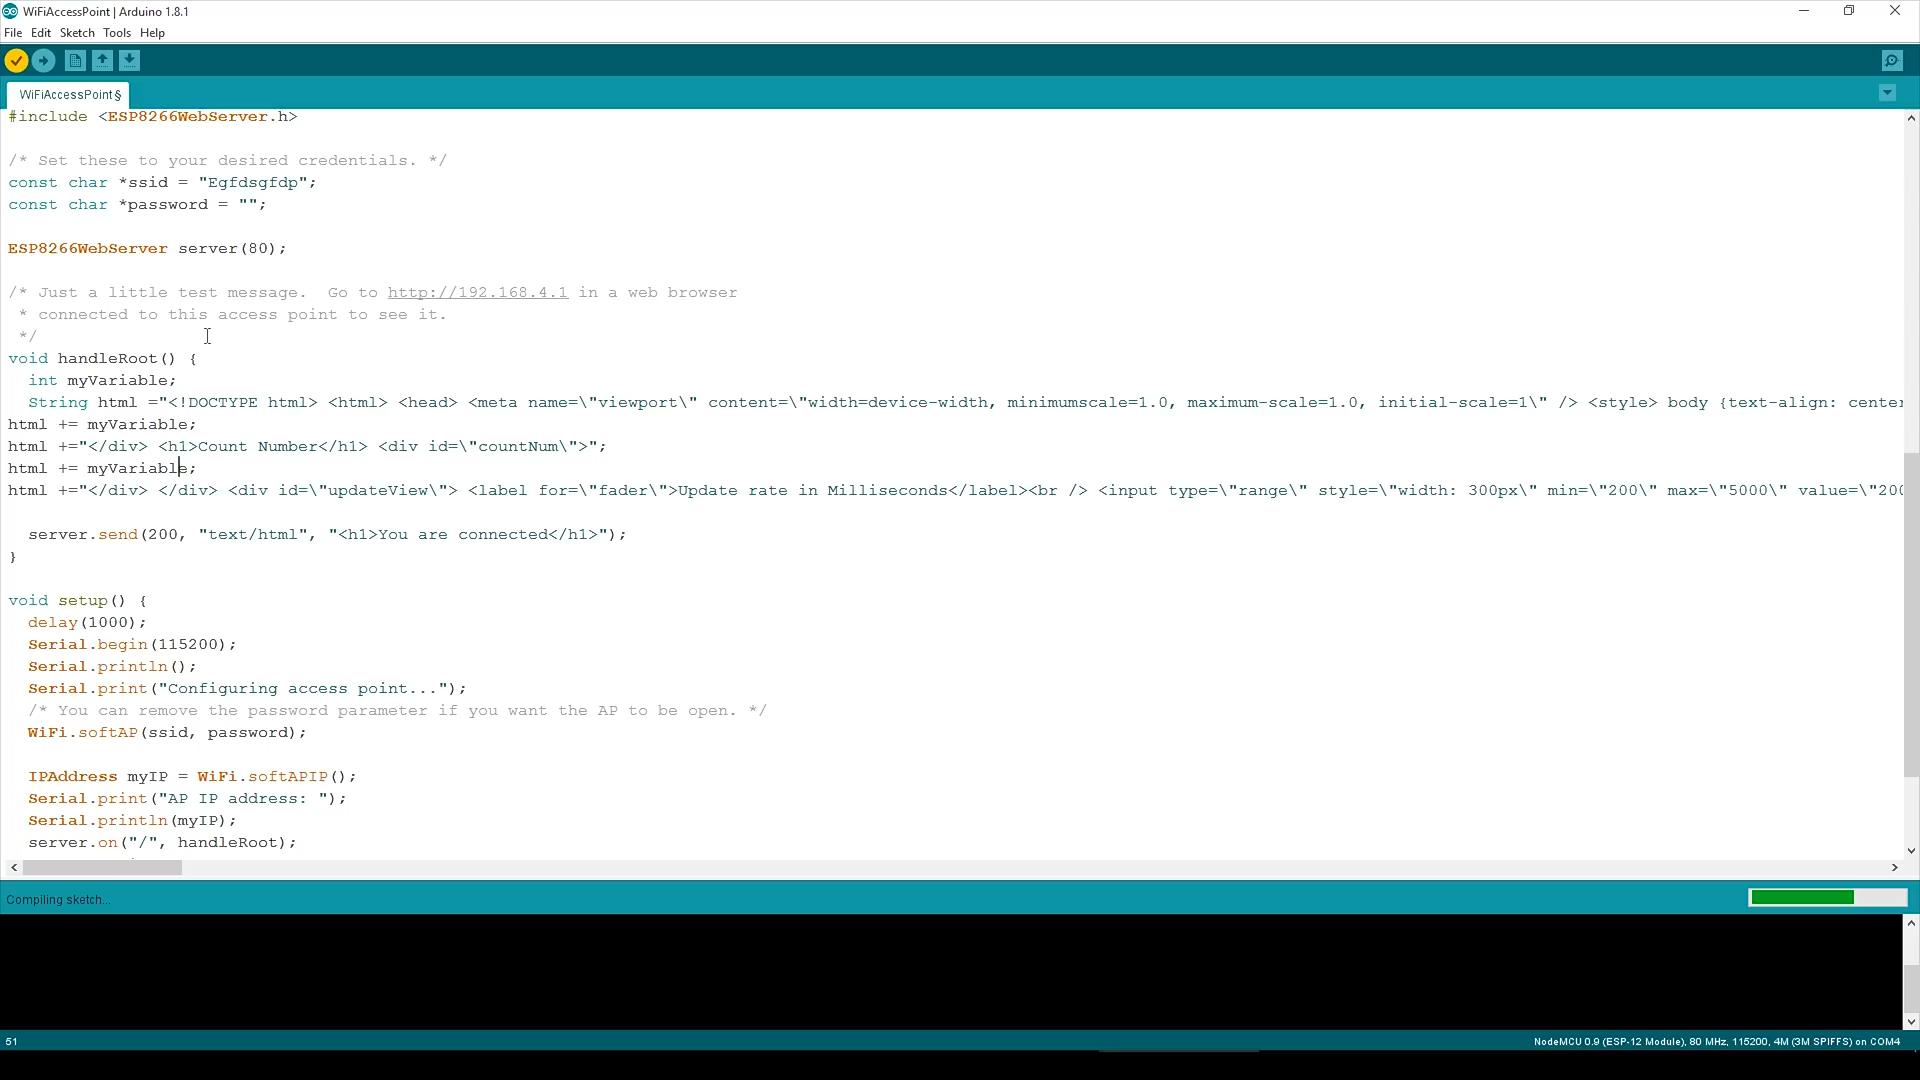 WiFiAccessPoint | Arduino 1.8.1
File Edit Sketch Tools Help
WiFiAccessPoint §
#include <ESP8266WebServer.h>
/* Set these to your desired credentials. */
const char *ssid = "Egfdsgfdp";
const char *password = "";
ESP8266WebServer server(80);
/* Just a little test message.  Go to http://192.168.4.1 in a web browser
 * connected to this access point to see it.
 */
void handleRoot() {
  int myVariable;
  String html ="<!DOCTYPE html> <html> <head> <meta name=\"viewport\" content=\"width=device-width, minimumscale=1.0, maximum-scale=1.0, initial-scale=1\" /> <style> body {text-align: center
html += myVariable;
html +="</div> <h1>Count Number</h1> <div id=\"countNum\">";
html += myVariable;
html +="</div> </div> <div id=\"updateView\"> <label for=\"fader\">Update rate in Milliseconds</label><br /> <input type=\"range\" style=\"width: 300px\" min=\"200\" max=\"5000\" value=\"200
  server.send(200, "text/html", "<h1>You are connected</h1>");
}
void setup() {
  delay(1000);
  Serial.begin(115200);
  Serial.println();
  Serial.print("Configuring access point...");
  /* You can remove the password parameter if you want the AP to be open. */
  WiFi.softAP(ssid, password);
  IPAddress myIP = WiFi.softAPIP();
  Serial.print("AP IP address: ");
  Serial.println(myIP);
  server.on("/", handleRoot);
Compiling sketch...
51
NodeMCU 0.9 (ESP-12 Module), 80 MHz, 115200, 4M (3M SPIFFS) on COM4